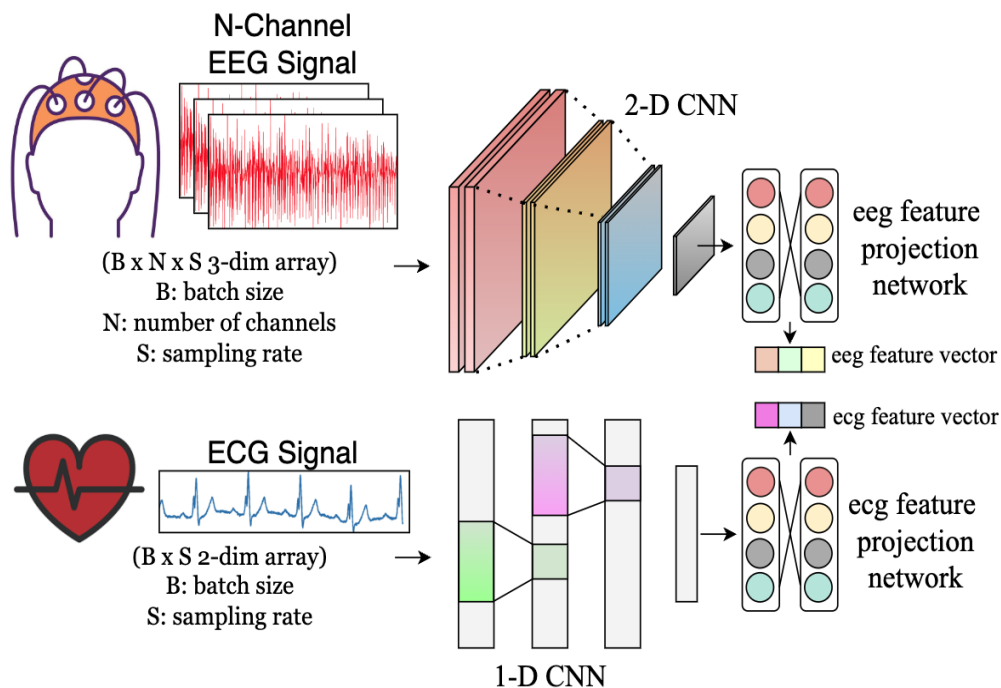 N-Channel
EEG Signal
2-D CNN
(B x N x S 3-dim array)
B: batch size
N: number of channels
S: sampling rate
eeg feature
projection
network
eeg feature vector
ecg feature vector
ECG Signal
(B x S 2-dim array)
B: batch size
S: sampling rate
1-D CNN
ecg feature
projection
network